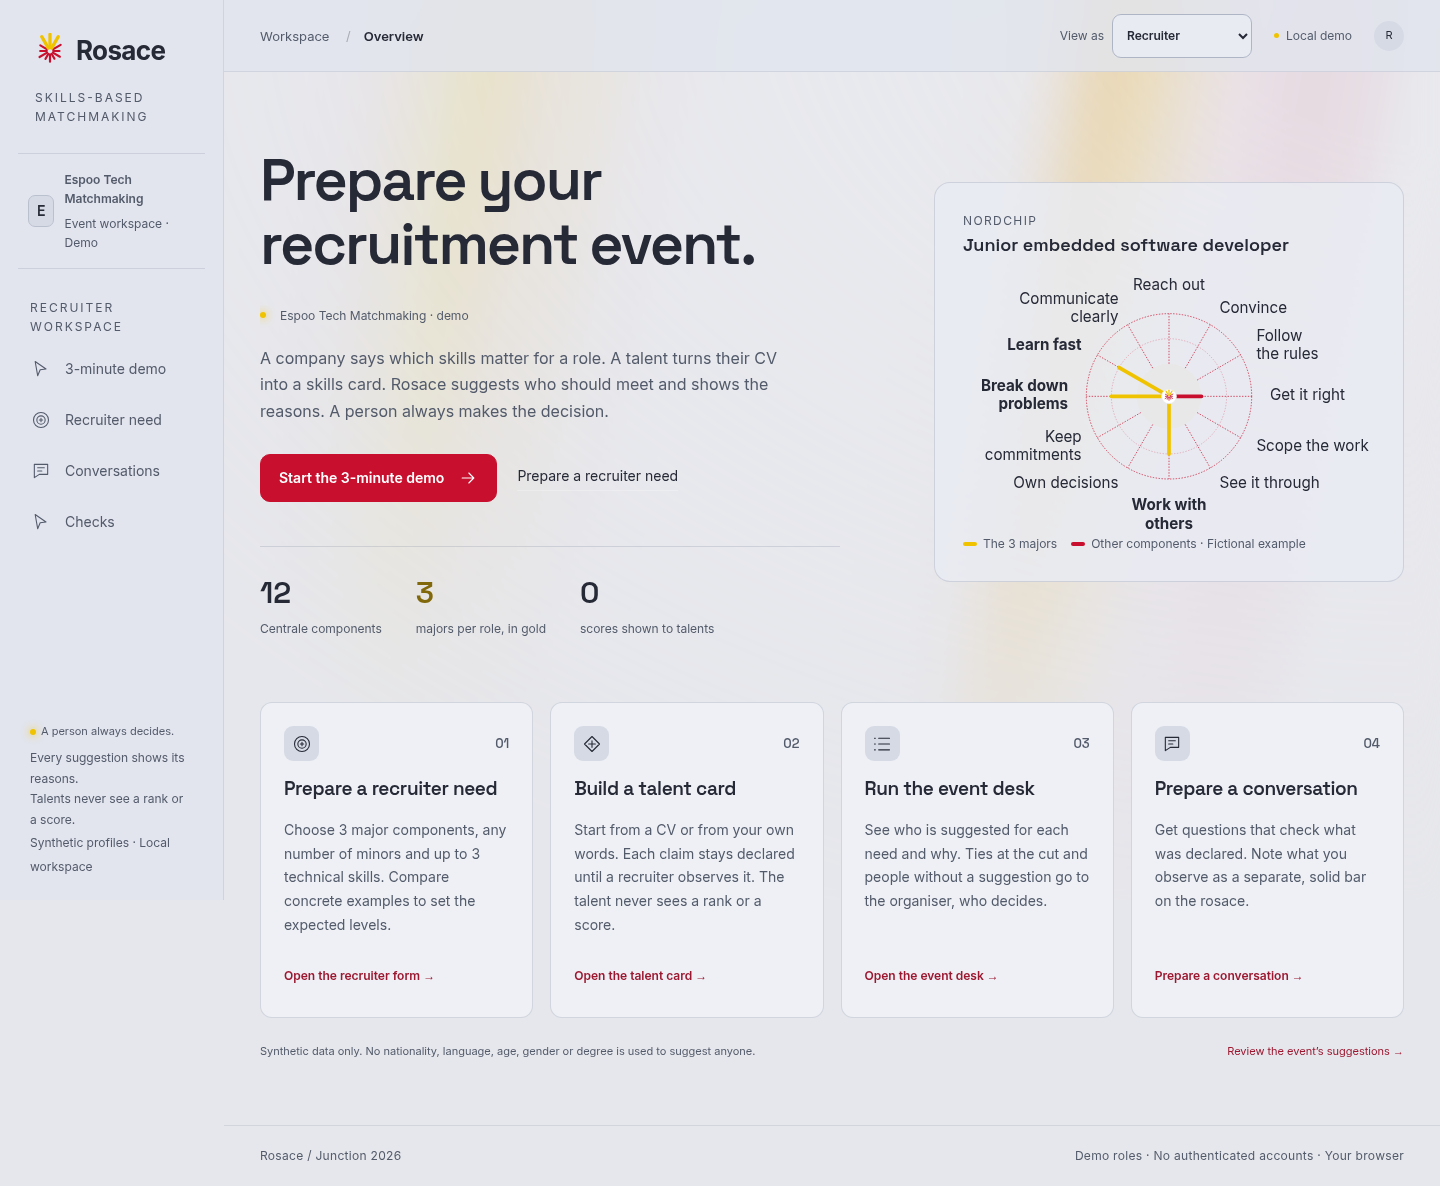 Rosace
SKILLS-BASED
MATCHMAKING
E
Espoo Tech
Matchmaking
Event workspace ·
Demo
RECRUITER
WORKSPACE
3-minute demo
Recruiter need
Conversations
Checks
A person always decides.
Every suggestion shows its
reasons.
Talents never see a rank or
a score.
Synthetic profiles · Local
workspace
Workspace / Overview
View as Recruiter
Local demo
R
Prepare your
recruitment event.
Espoo Tech Matchmaking · demo
A company says which skills matter for a role. A talent turns their CV
into a skills card. Rosace suggests who should meet and shows the
reasons. A person always makes the decision.
Start the 3-minute demo →
Prepare a recruiter need
12
Centrale components
3
majors per role, in gold
0
scores shown to talents
NORDCHIP
Junior embedded software developer
Reach out
Convince
Follow
the rules
Get it right
Scope the work
See it through
Work with
others
Own decisions
Keep
commitments
Break down
problems
Learn fast
Communicate
clearly
The 3 majors
Other components · Fictional example
01
Prepare a recruiter need
Choose 3 major components, any
number of minors and up to 3
technical skills. Compare
concrete examples to set the
expected levels.
Open the recruiter form →
02
Build a talent card
Start from a CV or from your own
words. Each claim stays declared
until a recruiter observes it. The
talent never sees a rank or a
score.
Open the talent card →
03
Run the event desk
See who is suggested for each
need and why. Ties at the cut and
people without a suggestion go to
the organiser, who decides.
Open the event desk →
04
Prepare a conversation
Get questions that check what
was declared. Note what you
observe as a separate, solid bar
on the rosace.
Prepare a conversation →
Synthetic data only. No nationality, language, age, gender or degree is used to suggest anyone.
Review the event’s suggestions →
Rosace / Junction 2026
Demo roles · No authenticated accounts · Your browser